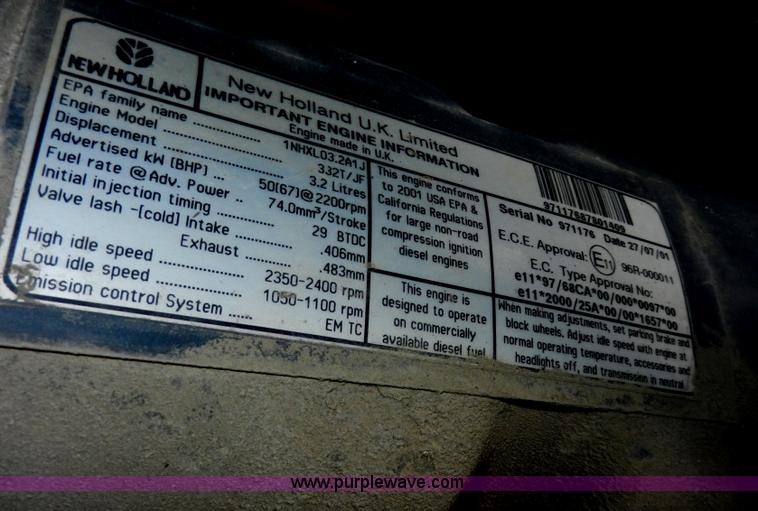 NEW HOLLAND
New Holland U.K. Limited
IMPORTANT ENGINE INFORMATION
Engine made in U.K.
EPA family name ............ 1NHXL03.2A1J
Engine Model ............ 332T/JF
Displacement ............ 3.2 Litres
Advertised kW (BHP) ... 50(67)@2200rpm
Fuel rate @ Adv. Power .. 74.0mm³/Stroke
Initial injection timing ............ 29 BTDC
Valve lash -[cold] Intake ............ .406mm
Exhaust ............ .483mm
High idle speed ............ 2350-2400 rpm
Low idle speed ............ 1050-1100 rpm
Emission control System ..... EM TC
This engine conforms
to 2001 USA EPA &
California Regulations
for large non-road
compression ignition
diesel engines
This engine is
designed to operate
on commercially
available diesel fuel
Serial No 971176 Date 27/07/01
E.C.E. Approval: E11 96R-000011
E.C. Type Approval No:
e11*97/68CA*00/000*0097*00
e11*2000/25A*00/00*1657*00
When making adjustments, set parking brake and
block wheels. Adjust idle speed with engine at
normal operating temperature, accessories and
headlights off, and transmission in neutral
www.purplewave.com